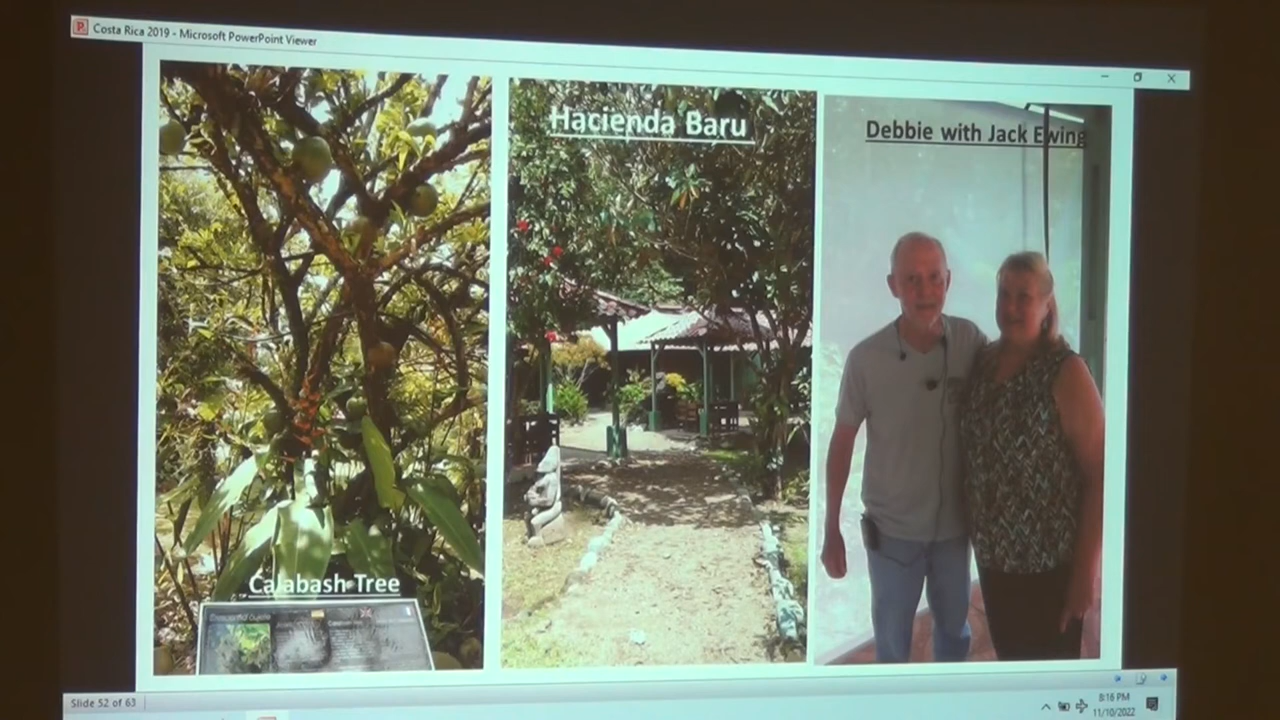 Costa Rica 2019 - Microsoft PowerPoint Viewer
Hacienda Baru
Debbie with Jack Ewing
Calabash Tree
Slide 52 of 63
8:16 PM
11/10/2022